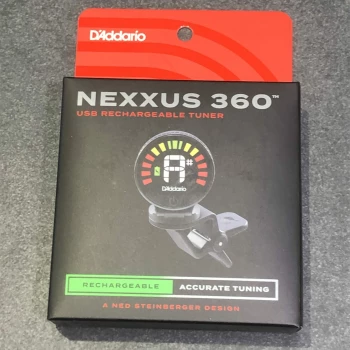 D'Addario
NEXXUS 360™
USB RECHARGEABLE TUNER
A#
D'Addario
RECHARGEABLE
ACCURATE TUNING
A NED STEINBERGER DESIGN